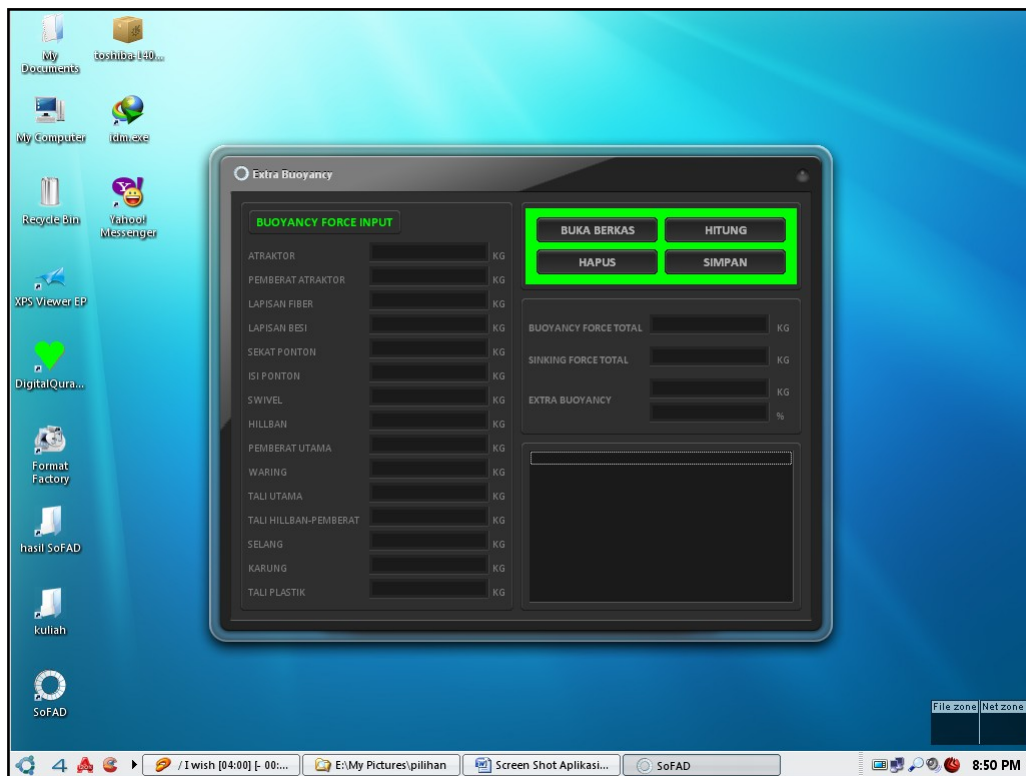 My Documents
toshiba-L40...
My Computer
idm.exe
Recycle Bin
Yahoo! Messenger
XPS Viewer EP
DigitalQura...
Format Factory
hasil SoFAD
kuliah
SoFAD
Extra Buoyancy
BUOYANCY FORCE INPUT
ATRAKTOR KG
PEMBERAT ATRAKTOR KG
LAPISAN FIBER KG
LAPISAN BESI KG
SEKAT PONTON KG
ISI PONTON KG
SWIVEL KG
HILLBAN KG
PEMBERAT UTAMA KG
WARING KG
TALI UTAMA KG
TALI HILLBAN-PEMBERAT KG
SELANG KG
KARUNG KG
TALI PLASTIK KG
BUKA BERKAS HITUNG
HAPUS SIMPAN
BUOYANCY FORCE TOTAL KG
SINKING FORCE TOTAL KG
EXTRA BUOYANCY KG
%
File zone Net zone
4 / I wish [04:00] [- 00:... E:\My Pictures\pilihan Screen Shot Aplikasi... SoFAD 8:50 PM